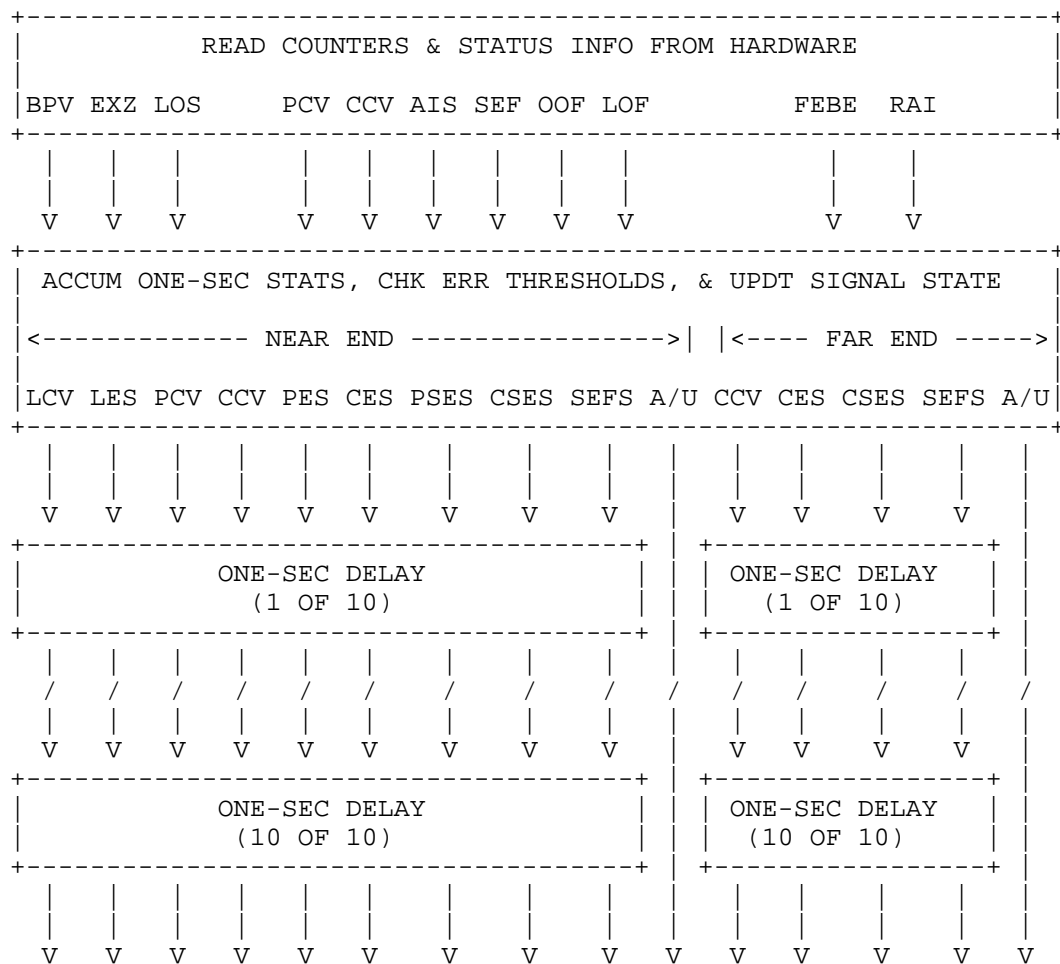 READ COUNTERS & STATUS INFO FROM HARDWARE
BPV EXZ LOS PCV CCV AIS SEF OOF LOF FEBE RAI
V V V V V V V V V V V
ACCUM ONE-SEC STATS, CHK ERR THRESHOLDS, & UPDT SIGNAL STATE
|<------------- NEAR END ----------------->| |<---- FAR END ----->|
LCV LES PCV CCV PES CES PSES CSES SEFS A/U CCV CES CSES SEFS A/U
V V V V V V V V V V V V V
ONE-SEC DELAY ONE-SEC DELAY
(1 OF 10) (1 OF 10)
/ / / / / / / / / / / / / / /
V V V V V V V V V V V V V
ONE-SEC DELAY ONE-SEC DELAY
(10 OF 10) (10 OF 10)
V V V V V V V V V V V V V V V